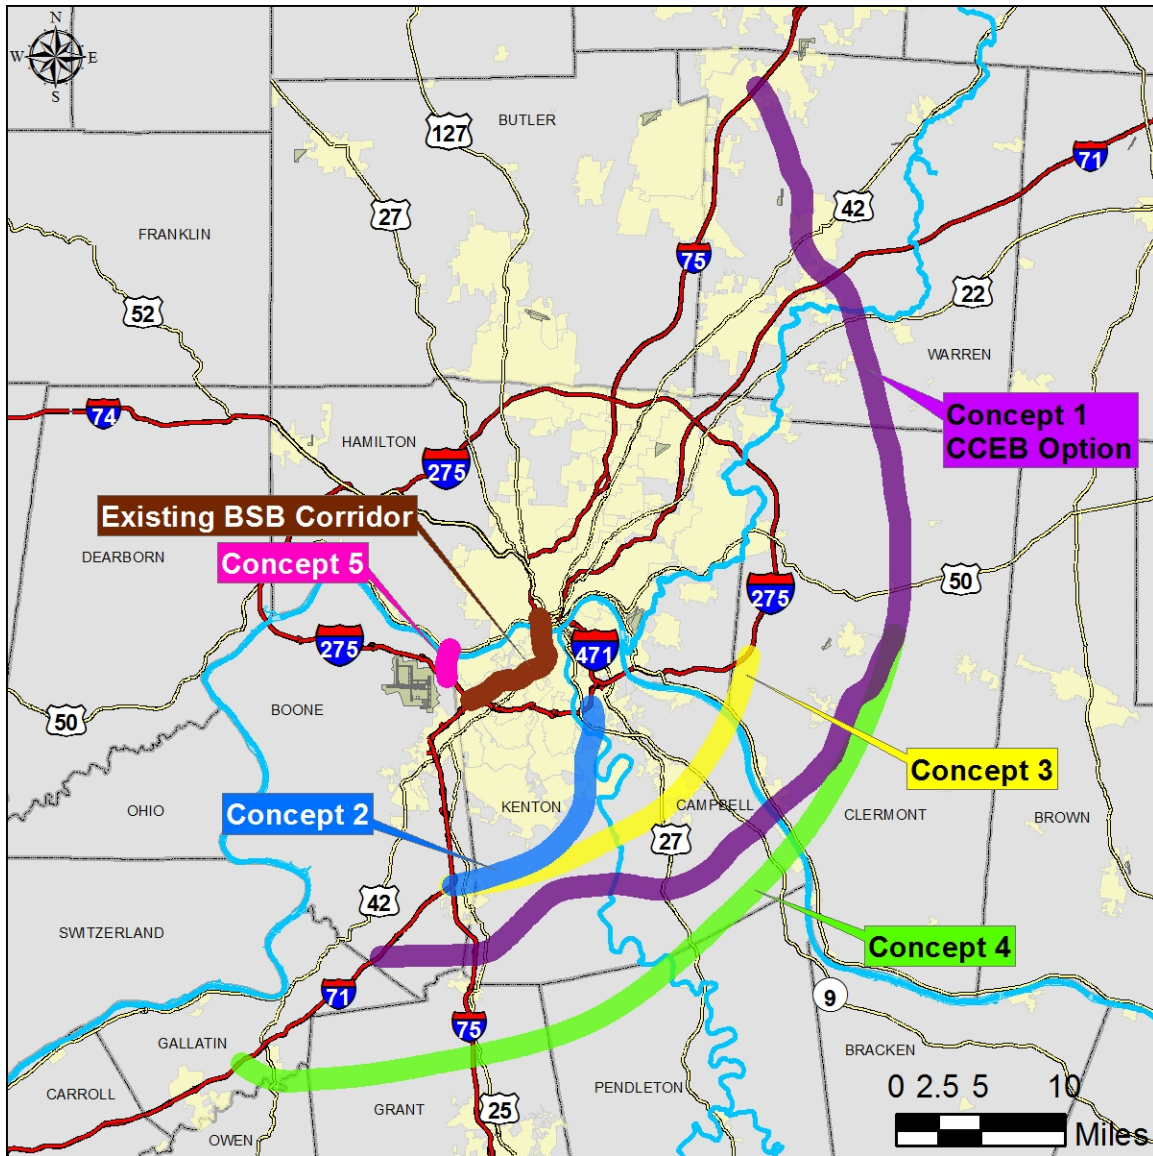 N
W E
S
BUTLER
127
71
42
27
FRANKLIN
75
22
52
WARREN
74
HAMILTON
275
Concept 1
CCEB Option
Existing BSB Corridor
DEARBORN
Concept 5
50
275
275
471
BOONE
50
Concept 3
OHIO
Concept 2
KENTON
CAMPBELL
CLERMONT
BROWN
27
42
SWITZERLAND
Concept 4
71
9
75
GALLATIN
BRACKEN
CARROLL
PENDLETON
GRANT
25
OWEN
0 2.5 5 10
Miles